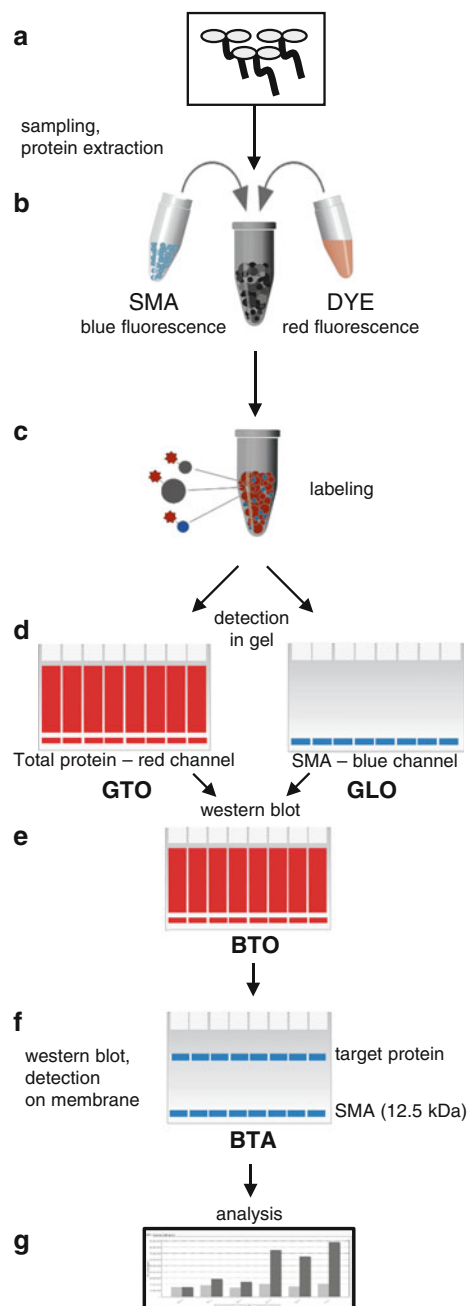 a
sampling,
protein extraction
b
SMA
blue fluorescence
DYE
red fluorescence
c
labeling
detection
in gel
d
Total protein – red channel
GTO
SMA – blue channel
GLO
western blot
e
BTO
f
western blot,
detection
on membrane
target protein
SMA (12.5 kDa)
BTA
analysis
g